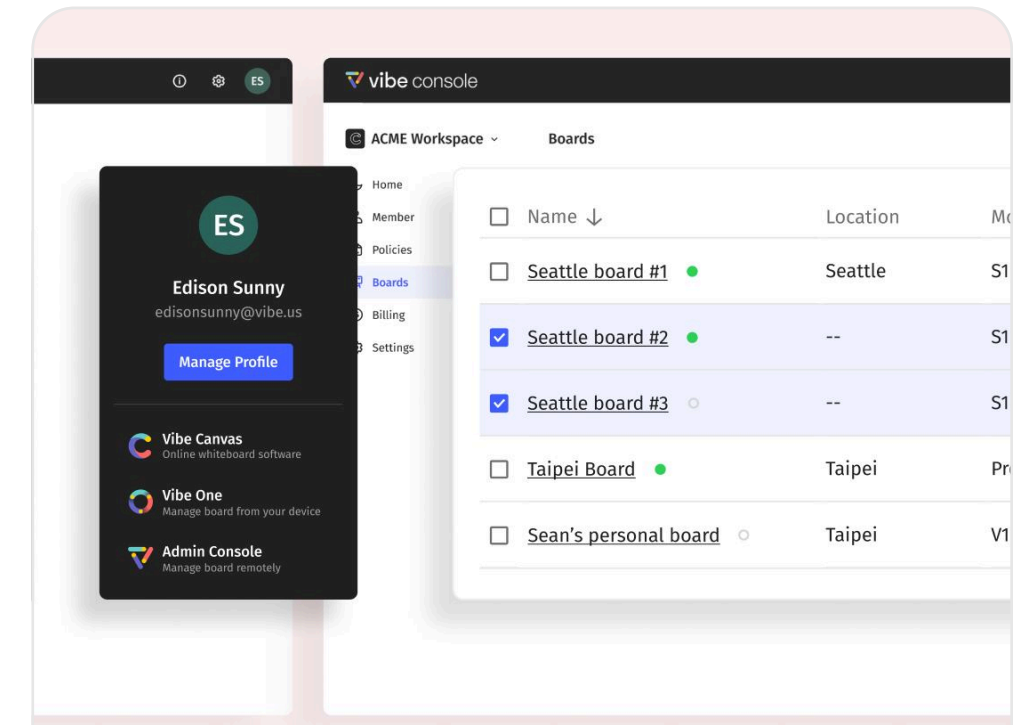 ES
vibe console
ACME Workspace
Boards
Home
Member
Policies
Boards
Billing
Settings
ES
Edison Sunny
edisonsunny@vibe.us
Manage Profile
Vibe Canvas
Online whiteboard software
Vibe One
Manage board from your device
Admin Console
Manage board remotely
Name Location
Seattle board #1 Seattle S1
Seattle board #2 -- S1
Seattle board #3 -- S1
Taipei Board Taipei
Sean’s personal board Taipei V1